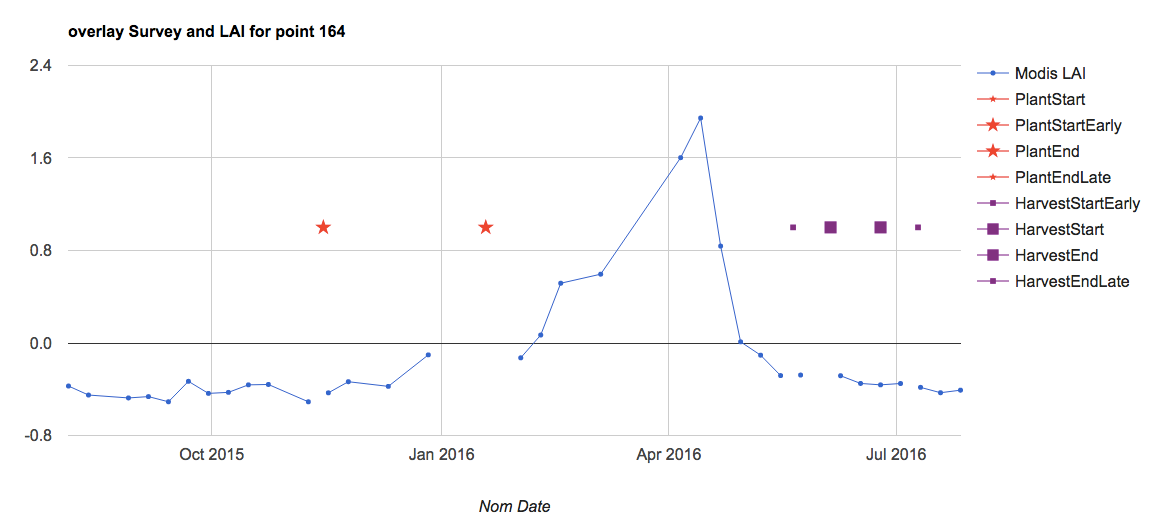 overlay Survey and LAI for point 164
2.4
1.6
0.8
0.0
-0.8
Oct 2015
Jan 2016
Apr 2016
Jul 2016
Nom Date
Modis LAI
PlantStart
PlantStartEarly
PlantEnd
PlantEndLate
HarvestStartEarly
HarvestStart
HarvestEnd
HarvestEndLate